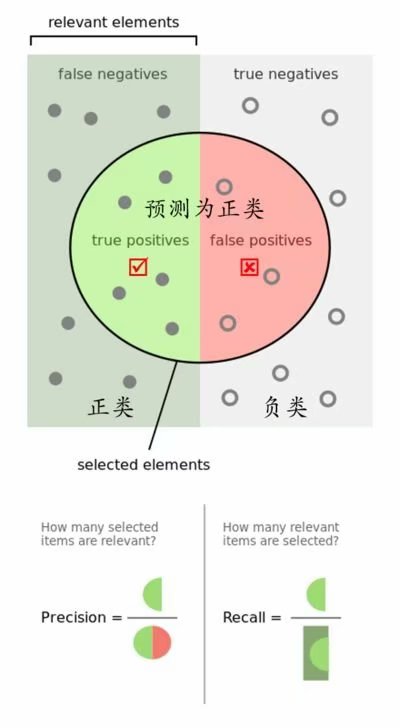 relevant elements
false negatives
true negatives
预测为正类
true positives
false positives
正类
负类
selected elements
How many selected
items are relevant?
How many relevant
items are selected?
Precision =
Recall =